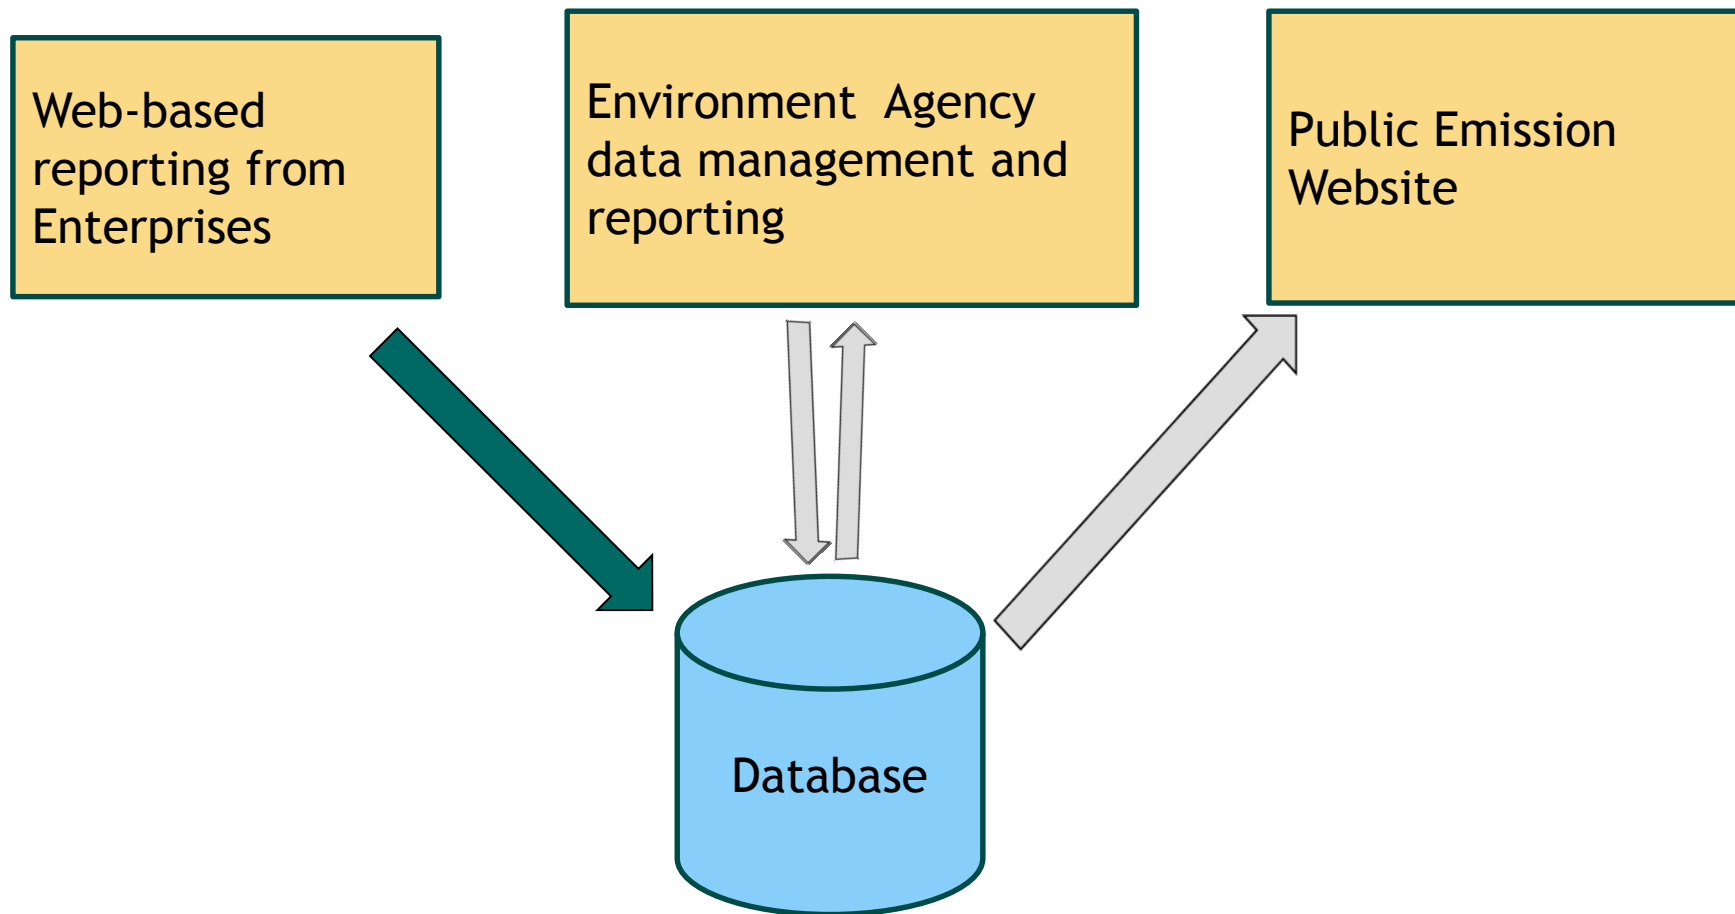 Web-based
reporting from
Enterprises
Environment Agency
data management and
reporting
Public Emission
Website
Database